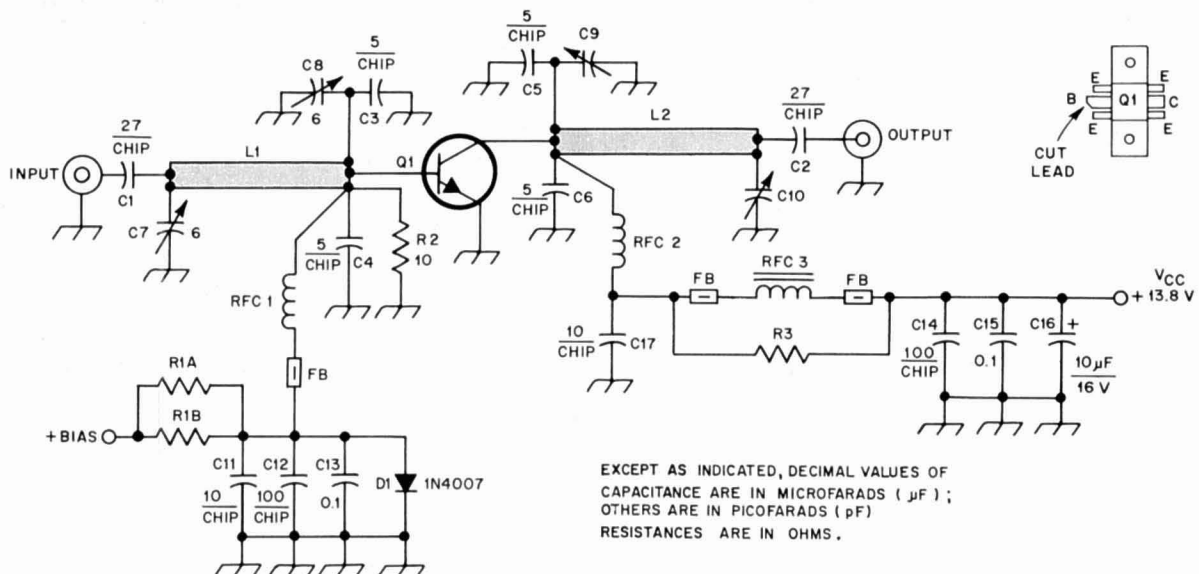 5
CHIP
C8
6
C3
5
CHIP
C5
C9
27
CHIP
INPUT
C1
L1
C7
6
Q1
L2
27
CHIP
C2
OUTPUT
5
CHIP
C6
C10
E
E
B
Q1
C
E
E
CUT
LEAD
5
CHIP
C4
R2
10
RFC 1
FB
RFC 2
FB
RFC 3
FB
VCC
+ 13.8 V
10
CHIP
C17
R3
C14
100
CHIP
C15
0.1
C16
+
10µF
16 V
R1A
R1B
+BIAS
C11
10
CHIP
C12
100
CHIP
C13
0.1
D1
1N4007
EXCEPT AS INDICATED, DECIMAL VALUES OF
CAPACITANCE ARE IN MICROFARADS ( µF ) ;
OTHERS ARE IN PICOFARADS ( pF )
RESISTANCES ARE IN OHMS .